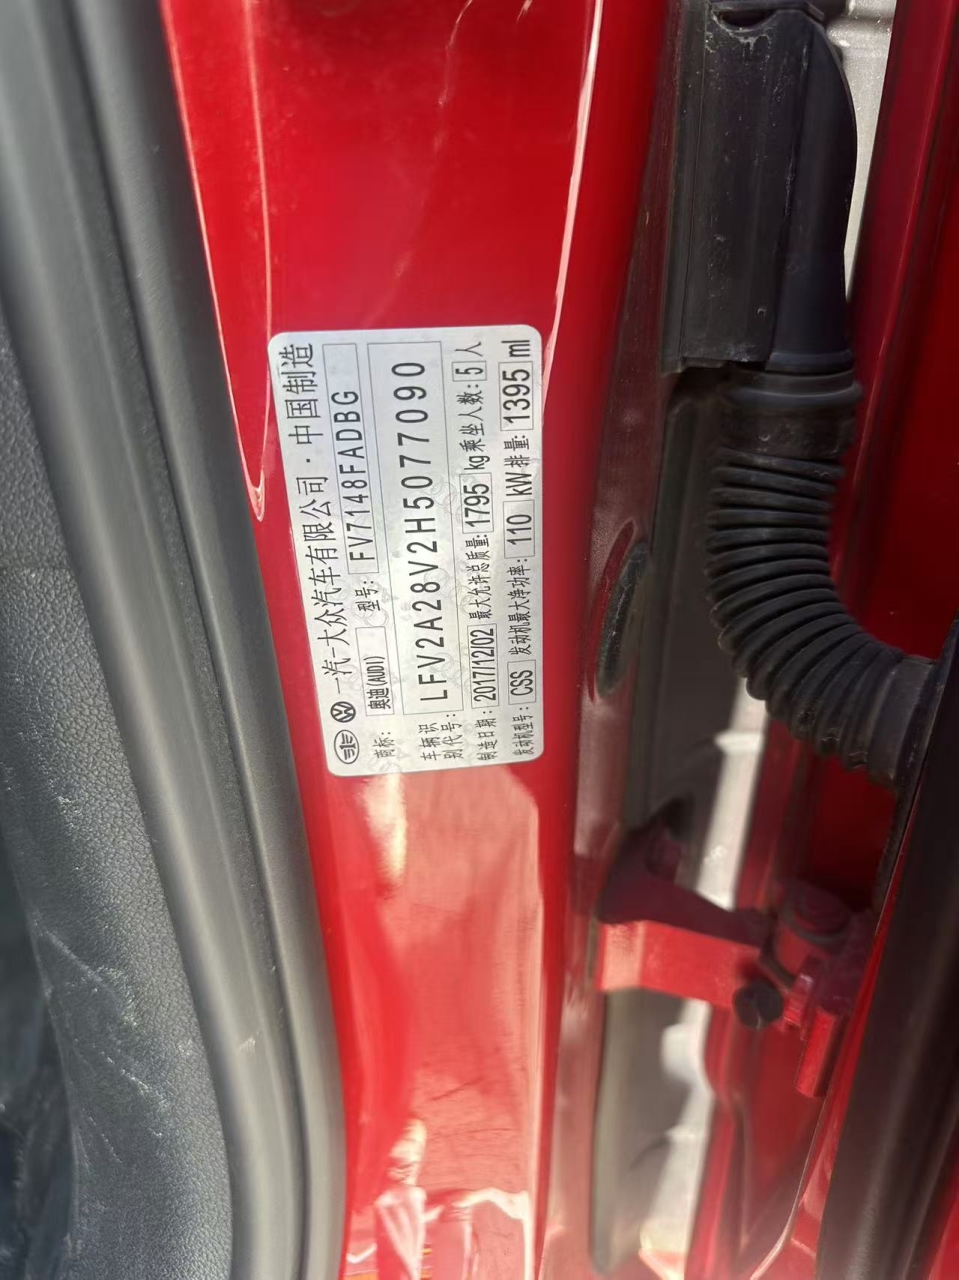 一汽-大众汽车有限公司·中国制造
商标: 奥迪(AUDI) 型号: FV7148FADBG
车辆识别代号: LFV2A28V2H5077090
制造日期: 2017/12/02 最大允许总质量: 1795 kg 乘坐人数: 5 人
发动机型号: CSS 发动机最大净功率: 110 kW 排量: 1395 ml